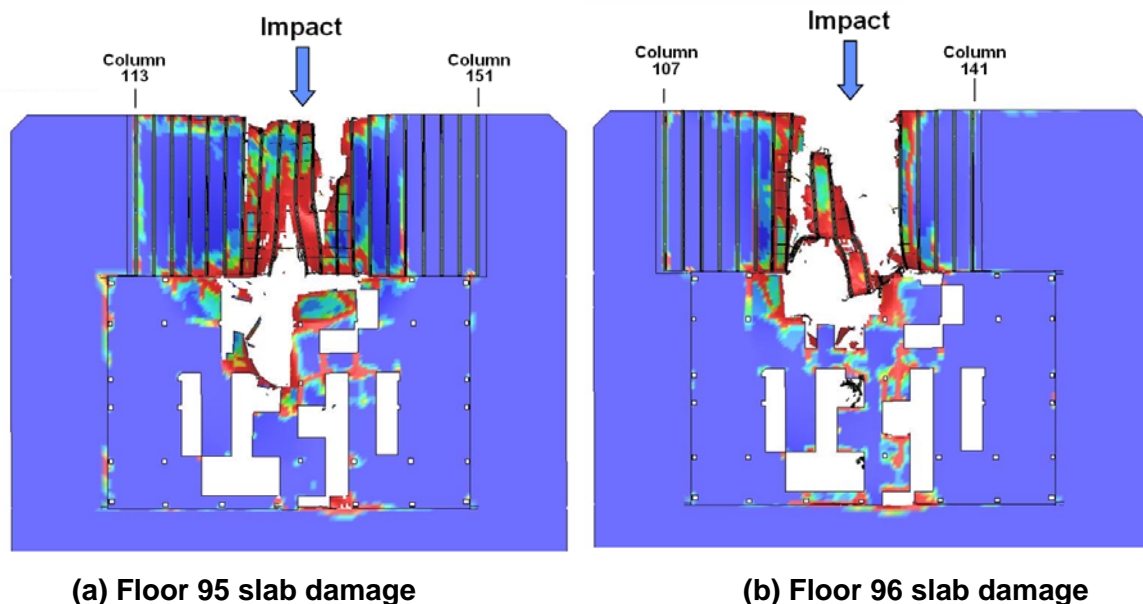 Impact
Column
113
Column
151
(a) Floor 95 slab damage
Impact
Column
107
Column
141
(b) Floor 96 slab damage